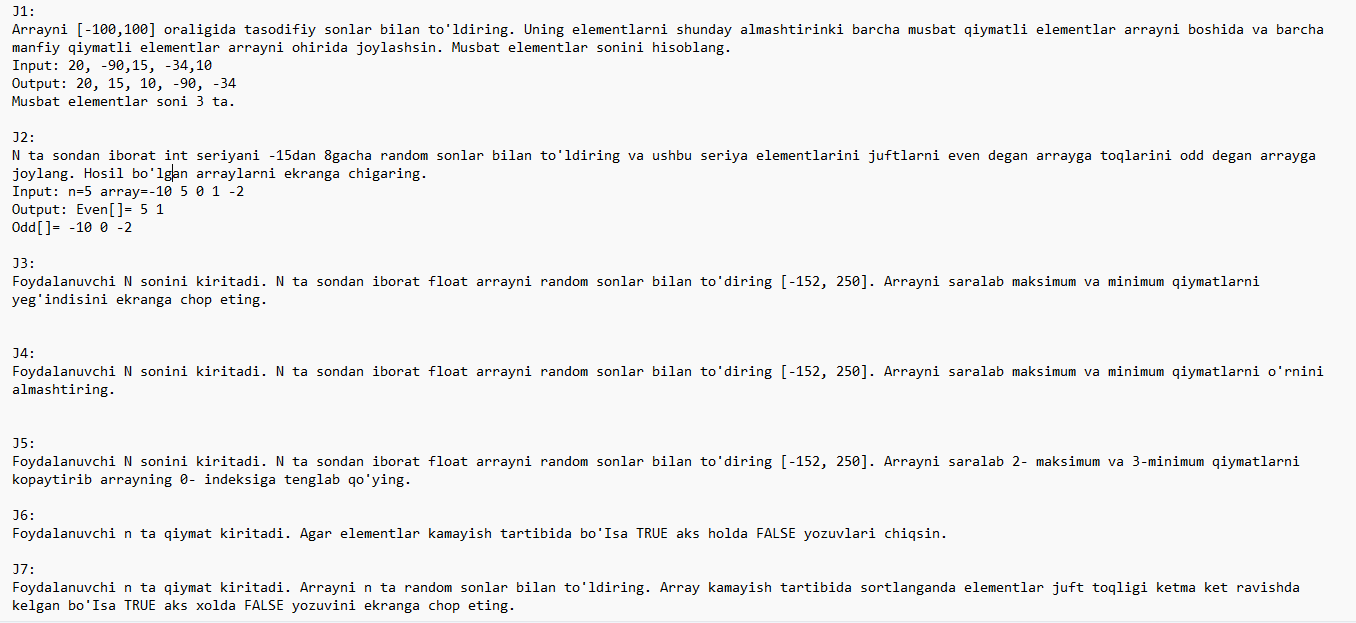 J1:
Arrayni [-100,100] oraligida tasodifiy sonlar bilan to'ldiring. Uning elementlarni shunday almashtirinki barcha musbat qiymatli elementlar arrayni boshida va barcha
manfiy qiymatli elementlar arrayni ohirida joylashsin. Musbat elementlar sonini hisoblang.
Input: 20, -90,15, -34,10
Output: 20, 15, 10, -90, -34
Musbat elementlar soni 3 ta.
J2:
N ta sondan iborat int seriyani -15dan 8gacha random sonlar bilan to'ldiring va ushbu seriya elementlarini juftlarni even degan arrayga toqlarini odd degan arrayga
joylang. Hosil bo'lgan arraylarni ekranga chigaring.
Input: n=5 array=-10 5 0 1 -2
Output: Even[]= 5 1
Odd[]= -10 0 -2
J3:
Foydalanuvchi N sonini kiritadi. N ta sondan iborat float arrayni random sonlar bilan to'diring [-152, 250]. Arrayni saralab maksimum va minimum qiymatlarni
yeg'indisini ekranga chop eting.
J4:
Foydalanuvchi N sonini kiritadi. N ta sondan iborat float arrayni random sonlar bilan to'diring [-152, 250]. Arrayni saralab maksimum va minimum qiymatlarni o'rnini
almashtiring.
J5:
Foydalanuvchi N sonini kiritadi. N ta sondan iborat float arrayni random sonlar bilan to'diring [-152, 250]. Arrayni saralab 2- maksimum va 3-minimum qiymatlarni
kopaytirib arrayning 0- indeksiga tenglab qo'ying.
J6:
Foydalanuvchi n ta qiymat kiritadi. Agar elementlar kamayish tartibida bo'Isa TRUE aks holda FALSE yozuvlari chiqsin.
J7:
Foydalanuvchi n ta qiymat kiritadi. Arrayni n ta random sonlar bilan to'ldiring. Array kamayish tartibida sortlanganda elementlar juft toqligi ketma ket ravishda
kelgan bo'Isa TRUE aks xolda FALSE yozuvini ekranga chop eting.